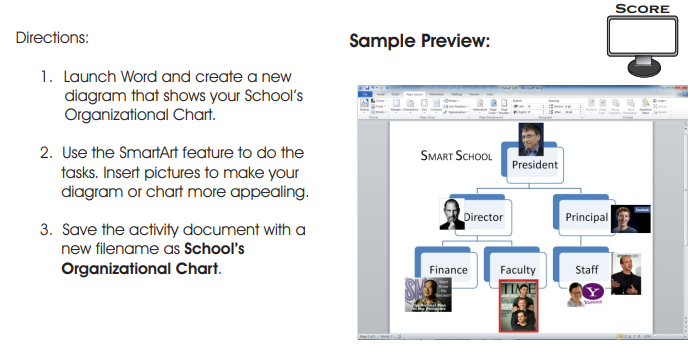 SCORE
Directions:
Sample Preview:
1. Launch Word and create a new
diagram that shows your School's
Organizational Chart.
2. Use the SmartArt feature to do the
tasks. Insert pictures to make your
diagram or chart more appealing.
3. Save the activity document with a
new filename as School's
Organizational Chart.
SMART SCHOOL
President
Director
Principal
Finance
Faculty
Staff
TIME